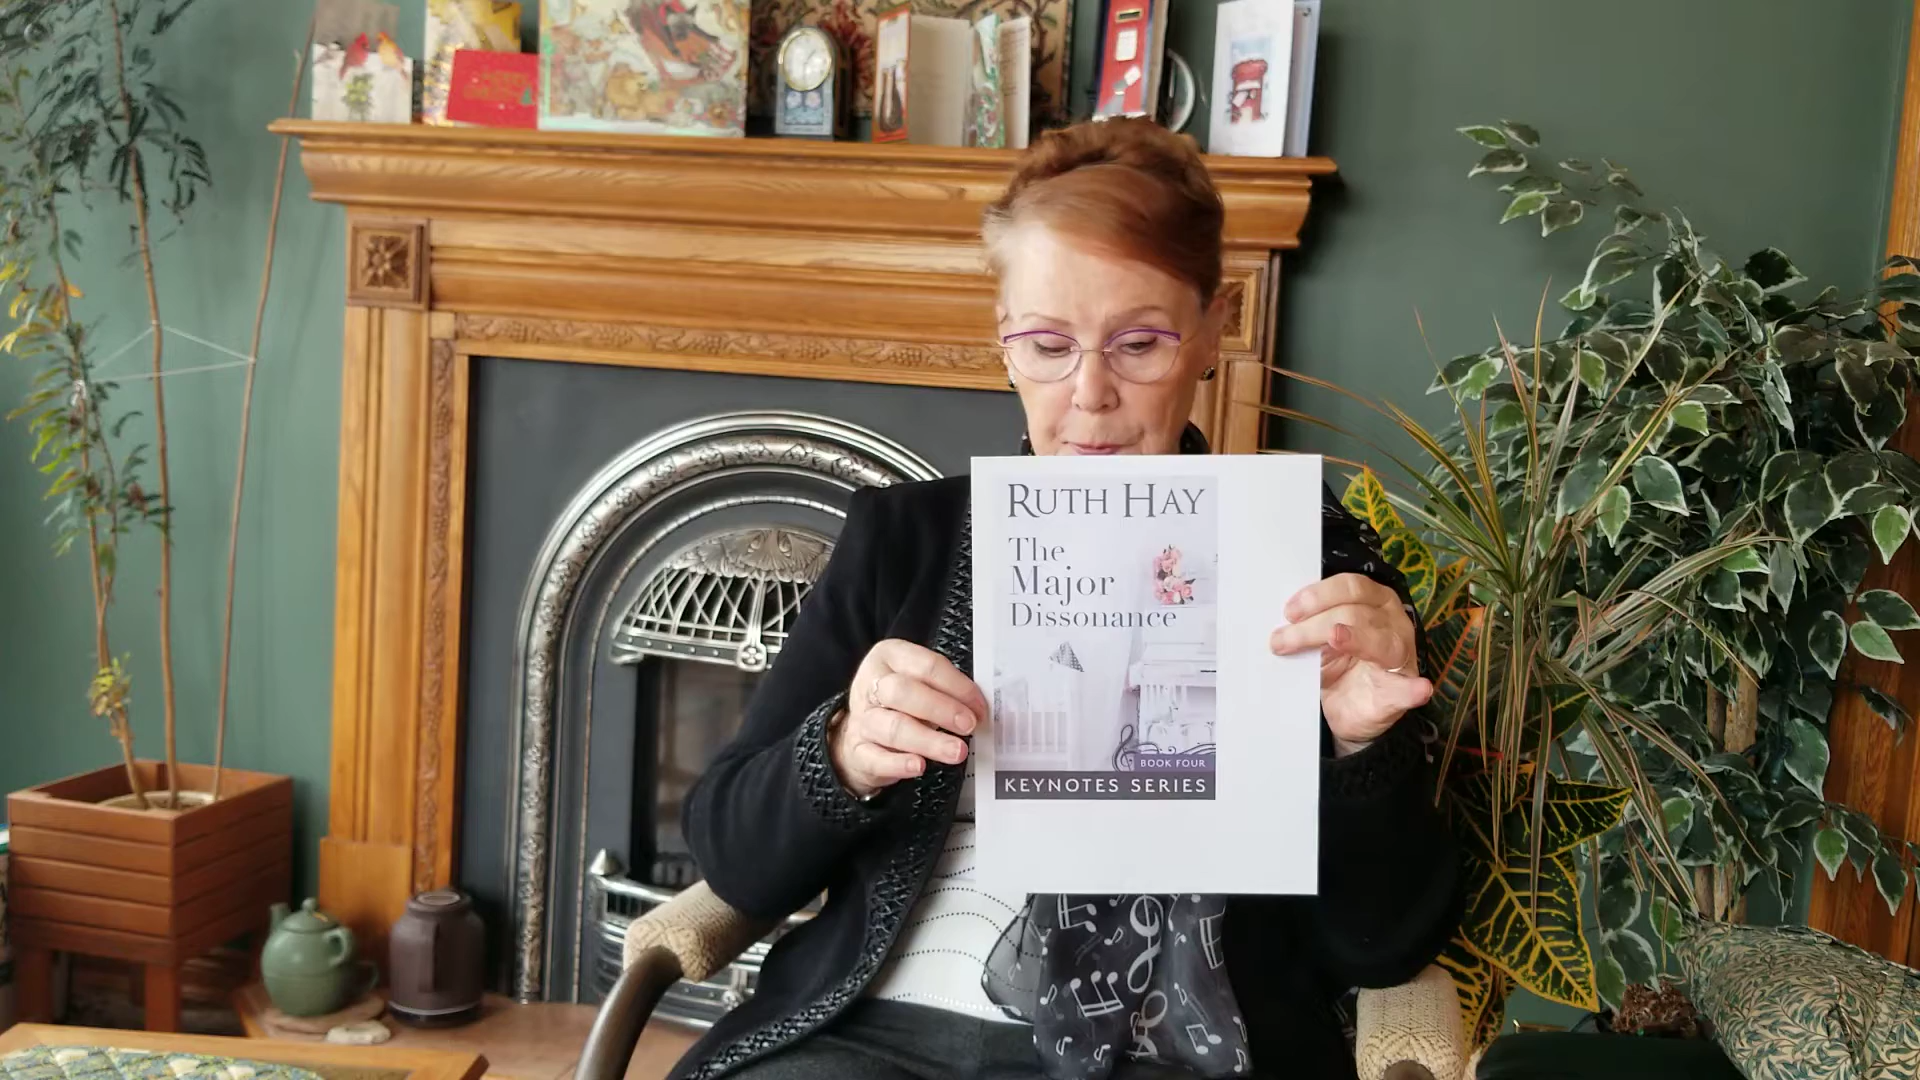 RUTH HAY
The
Major
Dissonance
BOOK FOUR
KEYNOTES SERIES